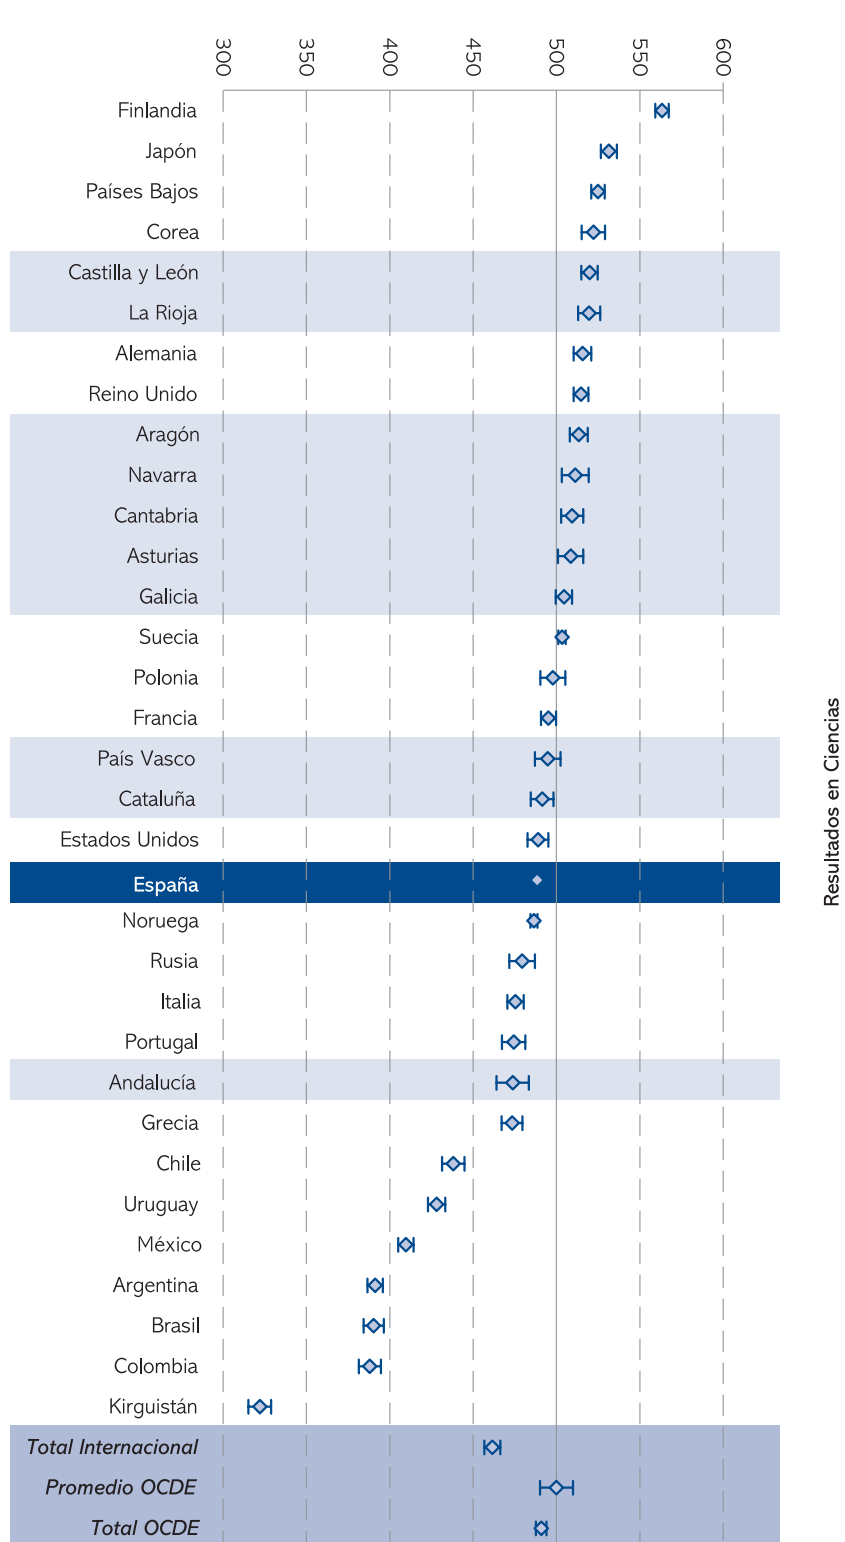 300
350
400
450
500
550
600
Finlandia
Japón
Países Bajos
Corea
Castilla y León
La Rioja
Alemania
Reino Unido
Aragón
Navarra
Cantabria
Asturias
Galicia
Suecia
Polonia
Francia
País Vasco
Cataluña
Estados Unidos
España
Noruega
Rusia
Italia
Portugal
Andalucía
Grecia
Chile
Uruguay
México
Argentina
Brasil
Colombia
Kirguistán
Total Internacional
Promedio OCDE
Total OCDE
Resultados en Ciencias